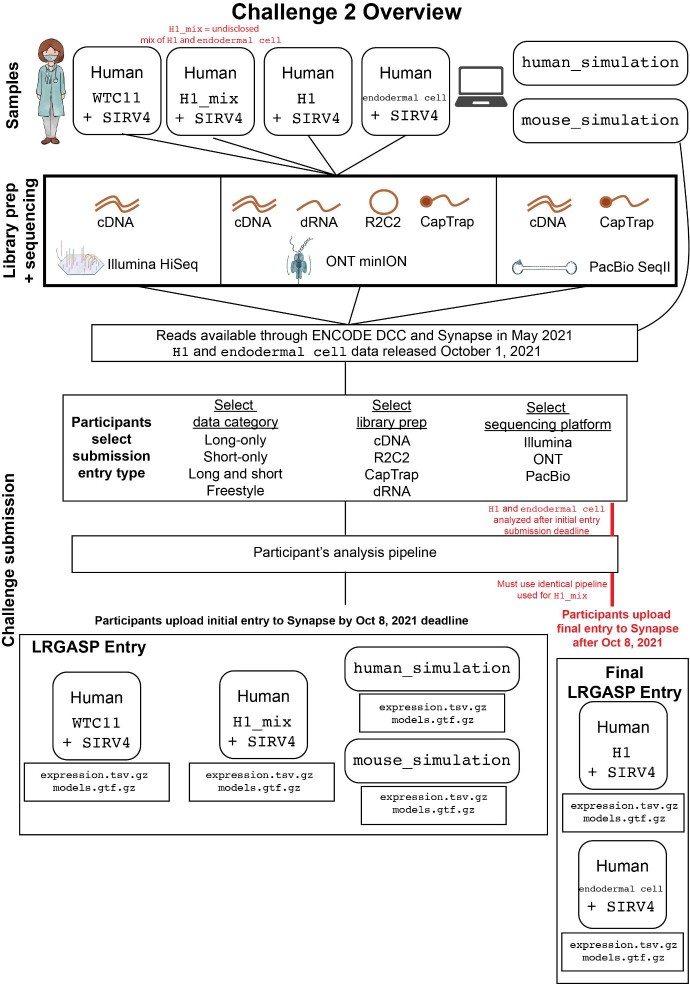 Challenge 2 Overview
H1_mix = undisclosed
mix of H1 and endodermal cell
Samples
Human
WTC11
+ SIRV4
Human
H1_mix
+ SIRV4
Human
H1
+ SIRV4
Human
endodermal cell
+ SIRV4
human_simulation
mouse_simulation
Library prep
+ sequencing
cDNA
Illumina HiSeq
cDNA
dRNA
R2C2
CapTrap
ONT minION
cDNA
CapTrap
PacBio SeqII
Reads available through ENCODE DCC and Synapse in May 2021
H1 and endodermal cell data released October 1, 2021
Challenge submission
Participants
select
submission
entry type
Select
data category
Long-only
Short-only
Long and short
Freestyle
Select
library prep
cDNA
R2C2
CapTrap
dRNA
Select
sequencing platform
Illumina
ONT
PacBio
H1 and endodermal cell
analyzed after initial entry
submission deadline
Participant's analysis pipeline
Must use identical pipeline
used for H1_mix
Participants upload initial entry to Synapse by Oct 8, 2021 deadline
Participants upload
final entry to Synapse
after Oct 8, 2021
LRGASP Entry
Human
WTC11
+ SIRV4
expression.tsv.gz
models.gtf.gz
Human
H1_mix
+ SIRV4
expression.tsv.gz
models.gtf.gz
human_simulation
expression.tsv.gz
models.gtf.gz
mouse_simulation
expression.tsv.gz
models.gtf.gz
Final
LRGASP Entry
Human
H1
+ SIRV4
expression.tsv.gz
models.gtf.gz
Human
endodermal cell
+ SIRV4
expression.tsv.gz
models.gtf.gz